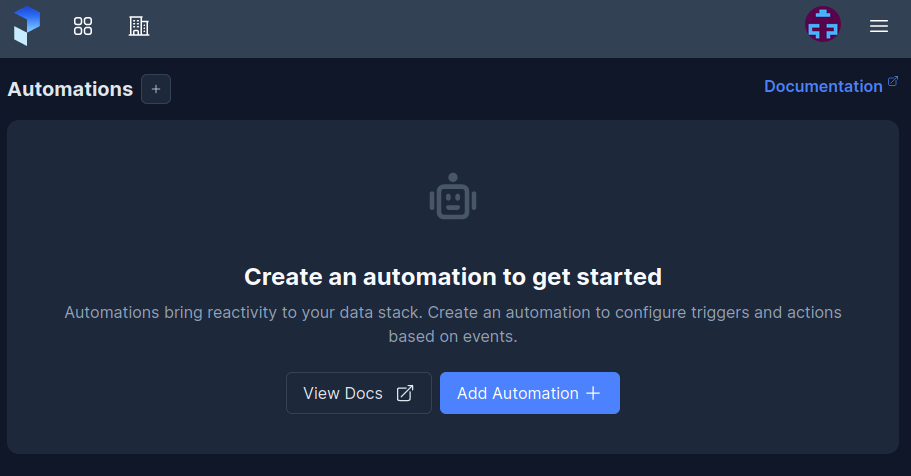 Automations
Documentation
Create an automation to get started
Automations bring reactivity to your data stack. Create an automation to configure triggers and actions
based on events.
View Docs
Add Automation